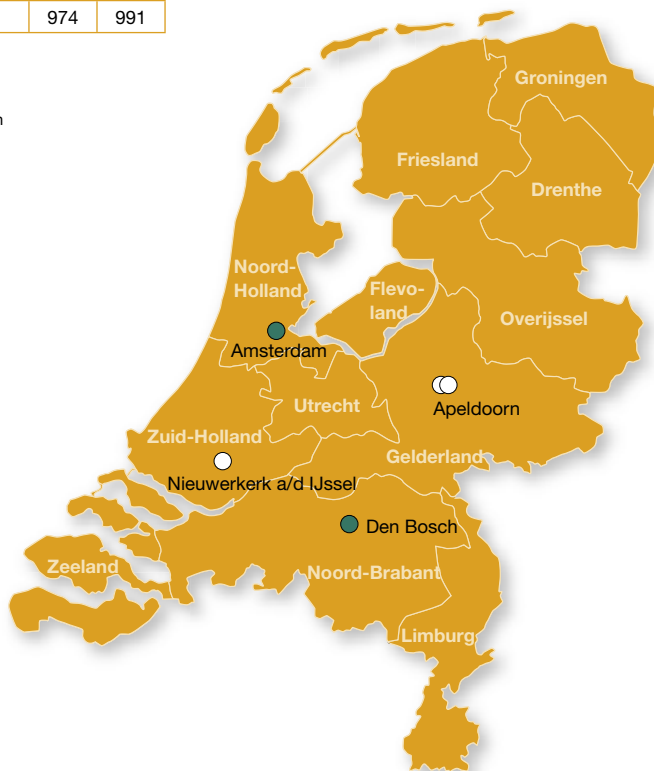 974 991
n
Groningen
Friesland
Drenthe
Noord-
Holland
Flevo-
land
Overijssel
Amsterdam
Utrecht
Apeldoorn
Zuid-Holland
Gelderland
Nieuwerkerk a/d IJssel
Den Bosch
Zeeland
Noord-Brabant
Limburg